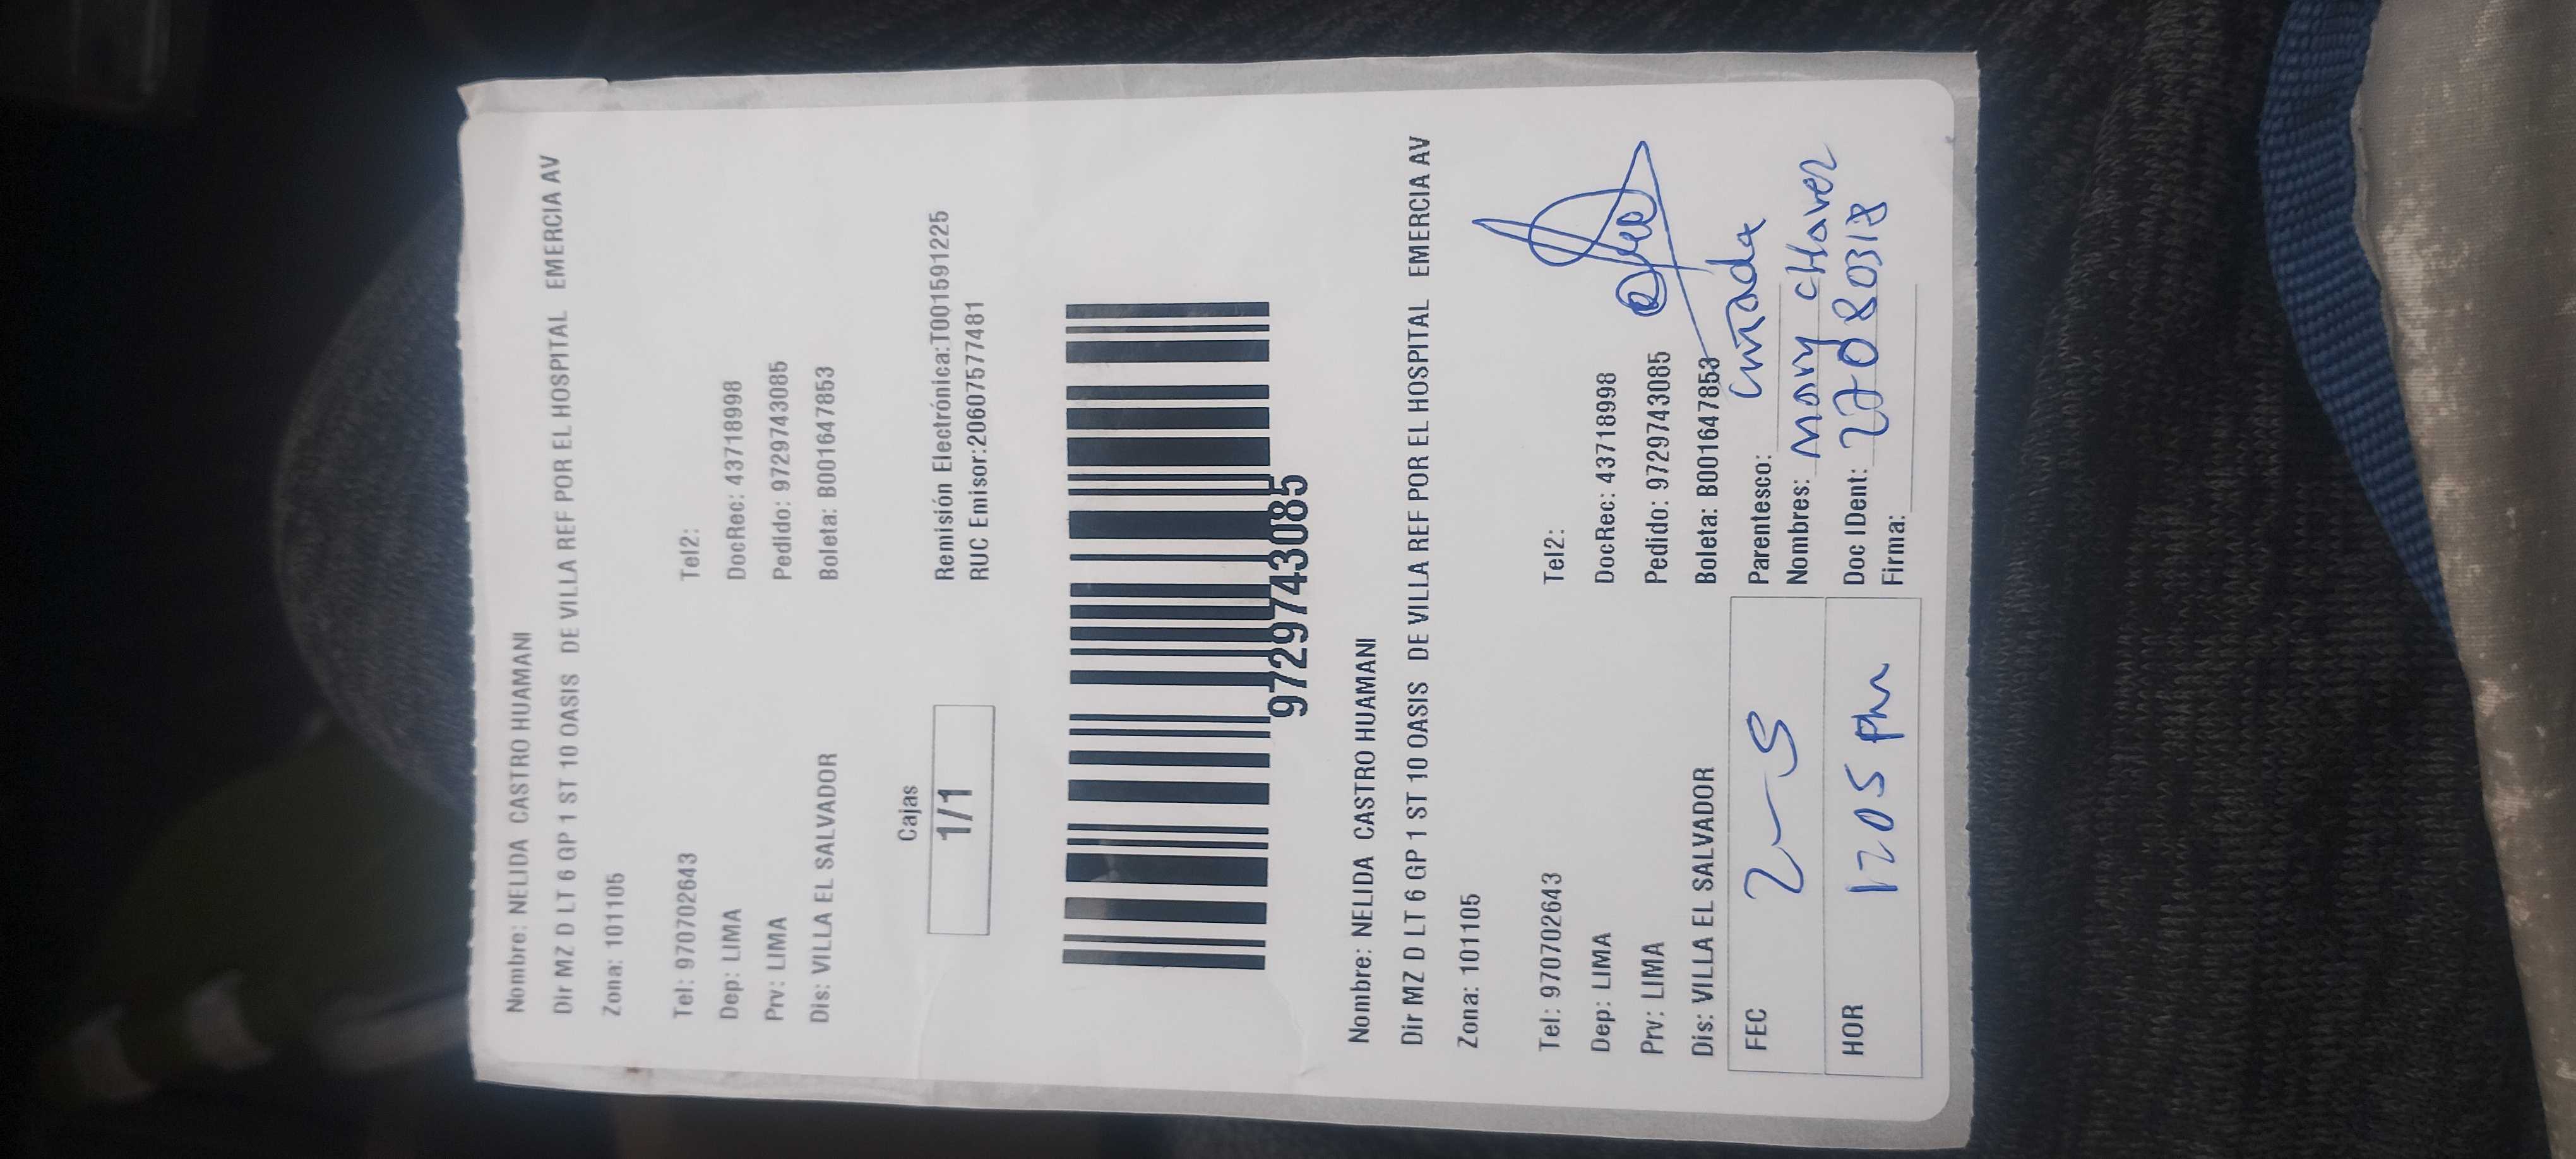 Nombre: NELIDA CASTRO HUAMANI
Dir MZ D LT 6 GP 1 ST 10 OASIS DE VILLA REF POR EL HOSPITAL EMERCIA AV
Zona: 101105
Tel: 970702643 Tel2:
Dep: LIMA DocRec: 43718998
Prv: LIMA Pedido: 9729743085
Dis: VILLA EL SALVADOR Boleta: B001647853
Cajas
1/1
Remisión Electrónica:T001591225
RUC Emisor:20607577481
9729743085
Nombre: NELIDA CASTRO HUAMANI
Dir MZ D LT 6 GP 1 ST 10 OASIS DE VILLA REF POR EL HOSPITAL EMERCIA AV
Zona: 101105
Tel: 970702643 Tel2:
Dep: LIMA DocRec: 43718998
Prv: LIMA Pedido: 9729743085
Dis: VILLA EL SALVADOR Boleta: B001647853
FEC 2-5 Parentesco: cuñada
Nombres: CHavez
HOR 1205 pm Doc IDent:
Firma: